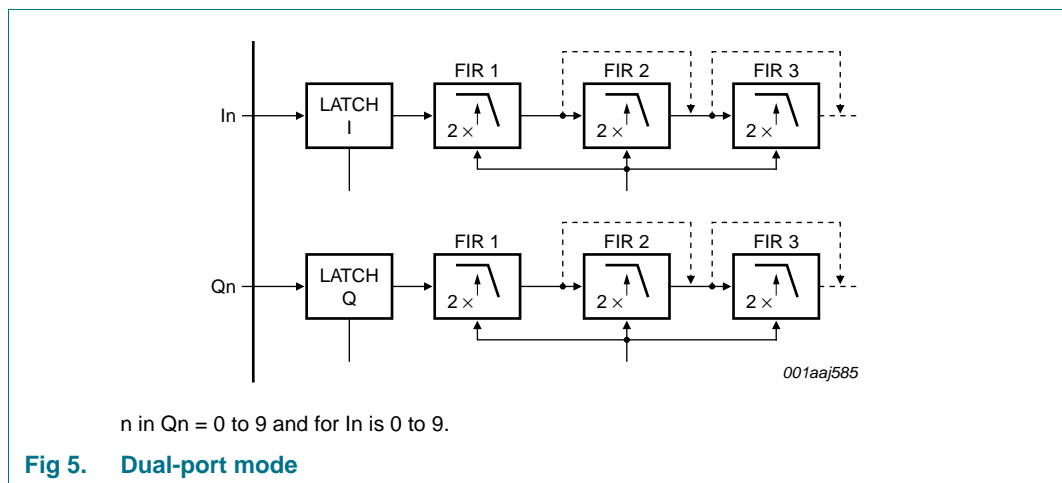 FIR 1 FIR 2 FIR 3
In
LATCH
I
2 × 2 × 2 ×
FIR 1 FIR 2 FIR 3
Qn
LATCH
Q
2 × 2 × 2 ×
001aaj585
n in Qn = 0 to 9 and for In is 0 to 9.
Fig 5. Dual-port mode